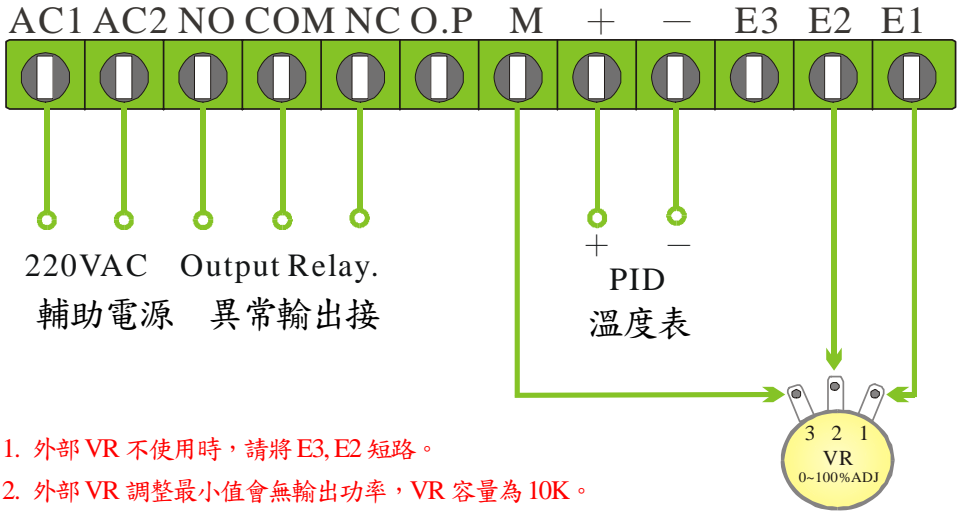 AC1 AC2 NO COM NC O.P M + − E3 E2 E1
+ −
220VAC Output Relay. PID
輔助電源 異常輸出接 溫度表
3 2 1
VR
0~100%ADJ
1. 外部 VR 不使用時，請將 E3, E2 短路。
2. 外部 VR 調整最小值會無輸出功率，VR 容量為 10K。